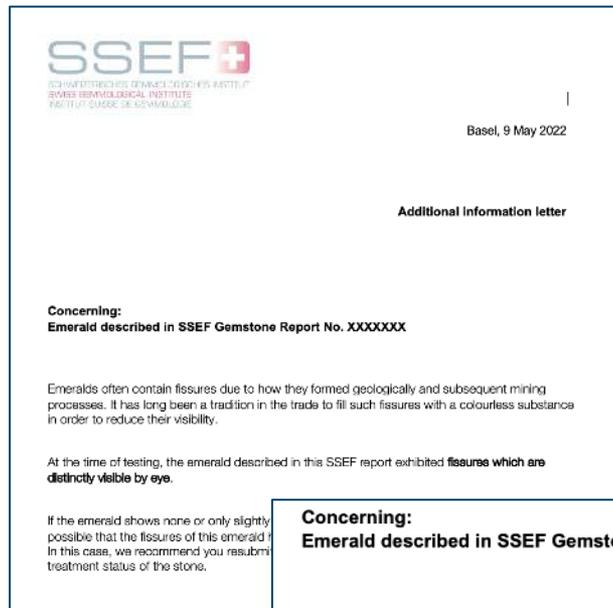 SSEF
SCHWEIZERISCHES GEMMOLOGISCHES INSTITUT
SWISS GEMMOLOGICAL INSTITUTE
INSTITUT SUISSE DE GEMMOLOGIE
Basel, 9 May 2022
Additional information letter
Concerning:
Emerald described in SSEF Gemstone Report No. XXXXXXX
Emeralds often contain fissures due to how they formed geologically and subsequent mining
processes. It has long been a tradition in the trade to fill such fissures with a colourless substance
in order to reduce their visibility.
At the time of testing, the emerald described in this SSEF report exhibited fissures which are
distinctly visible by eye.
If the emerald shows none or only slightly
possible that the fissures of this emerald
In this case, we recommend you
treatment status of the stone.
Concerning:
Emerald described in SSEF